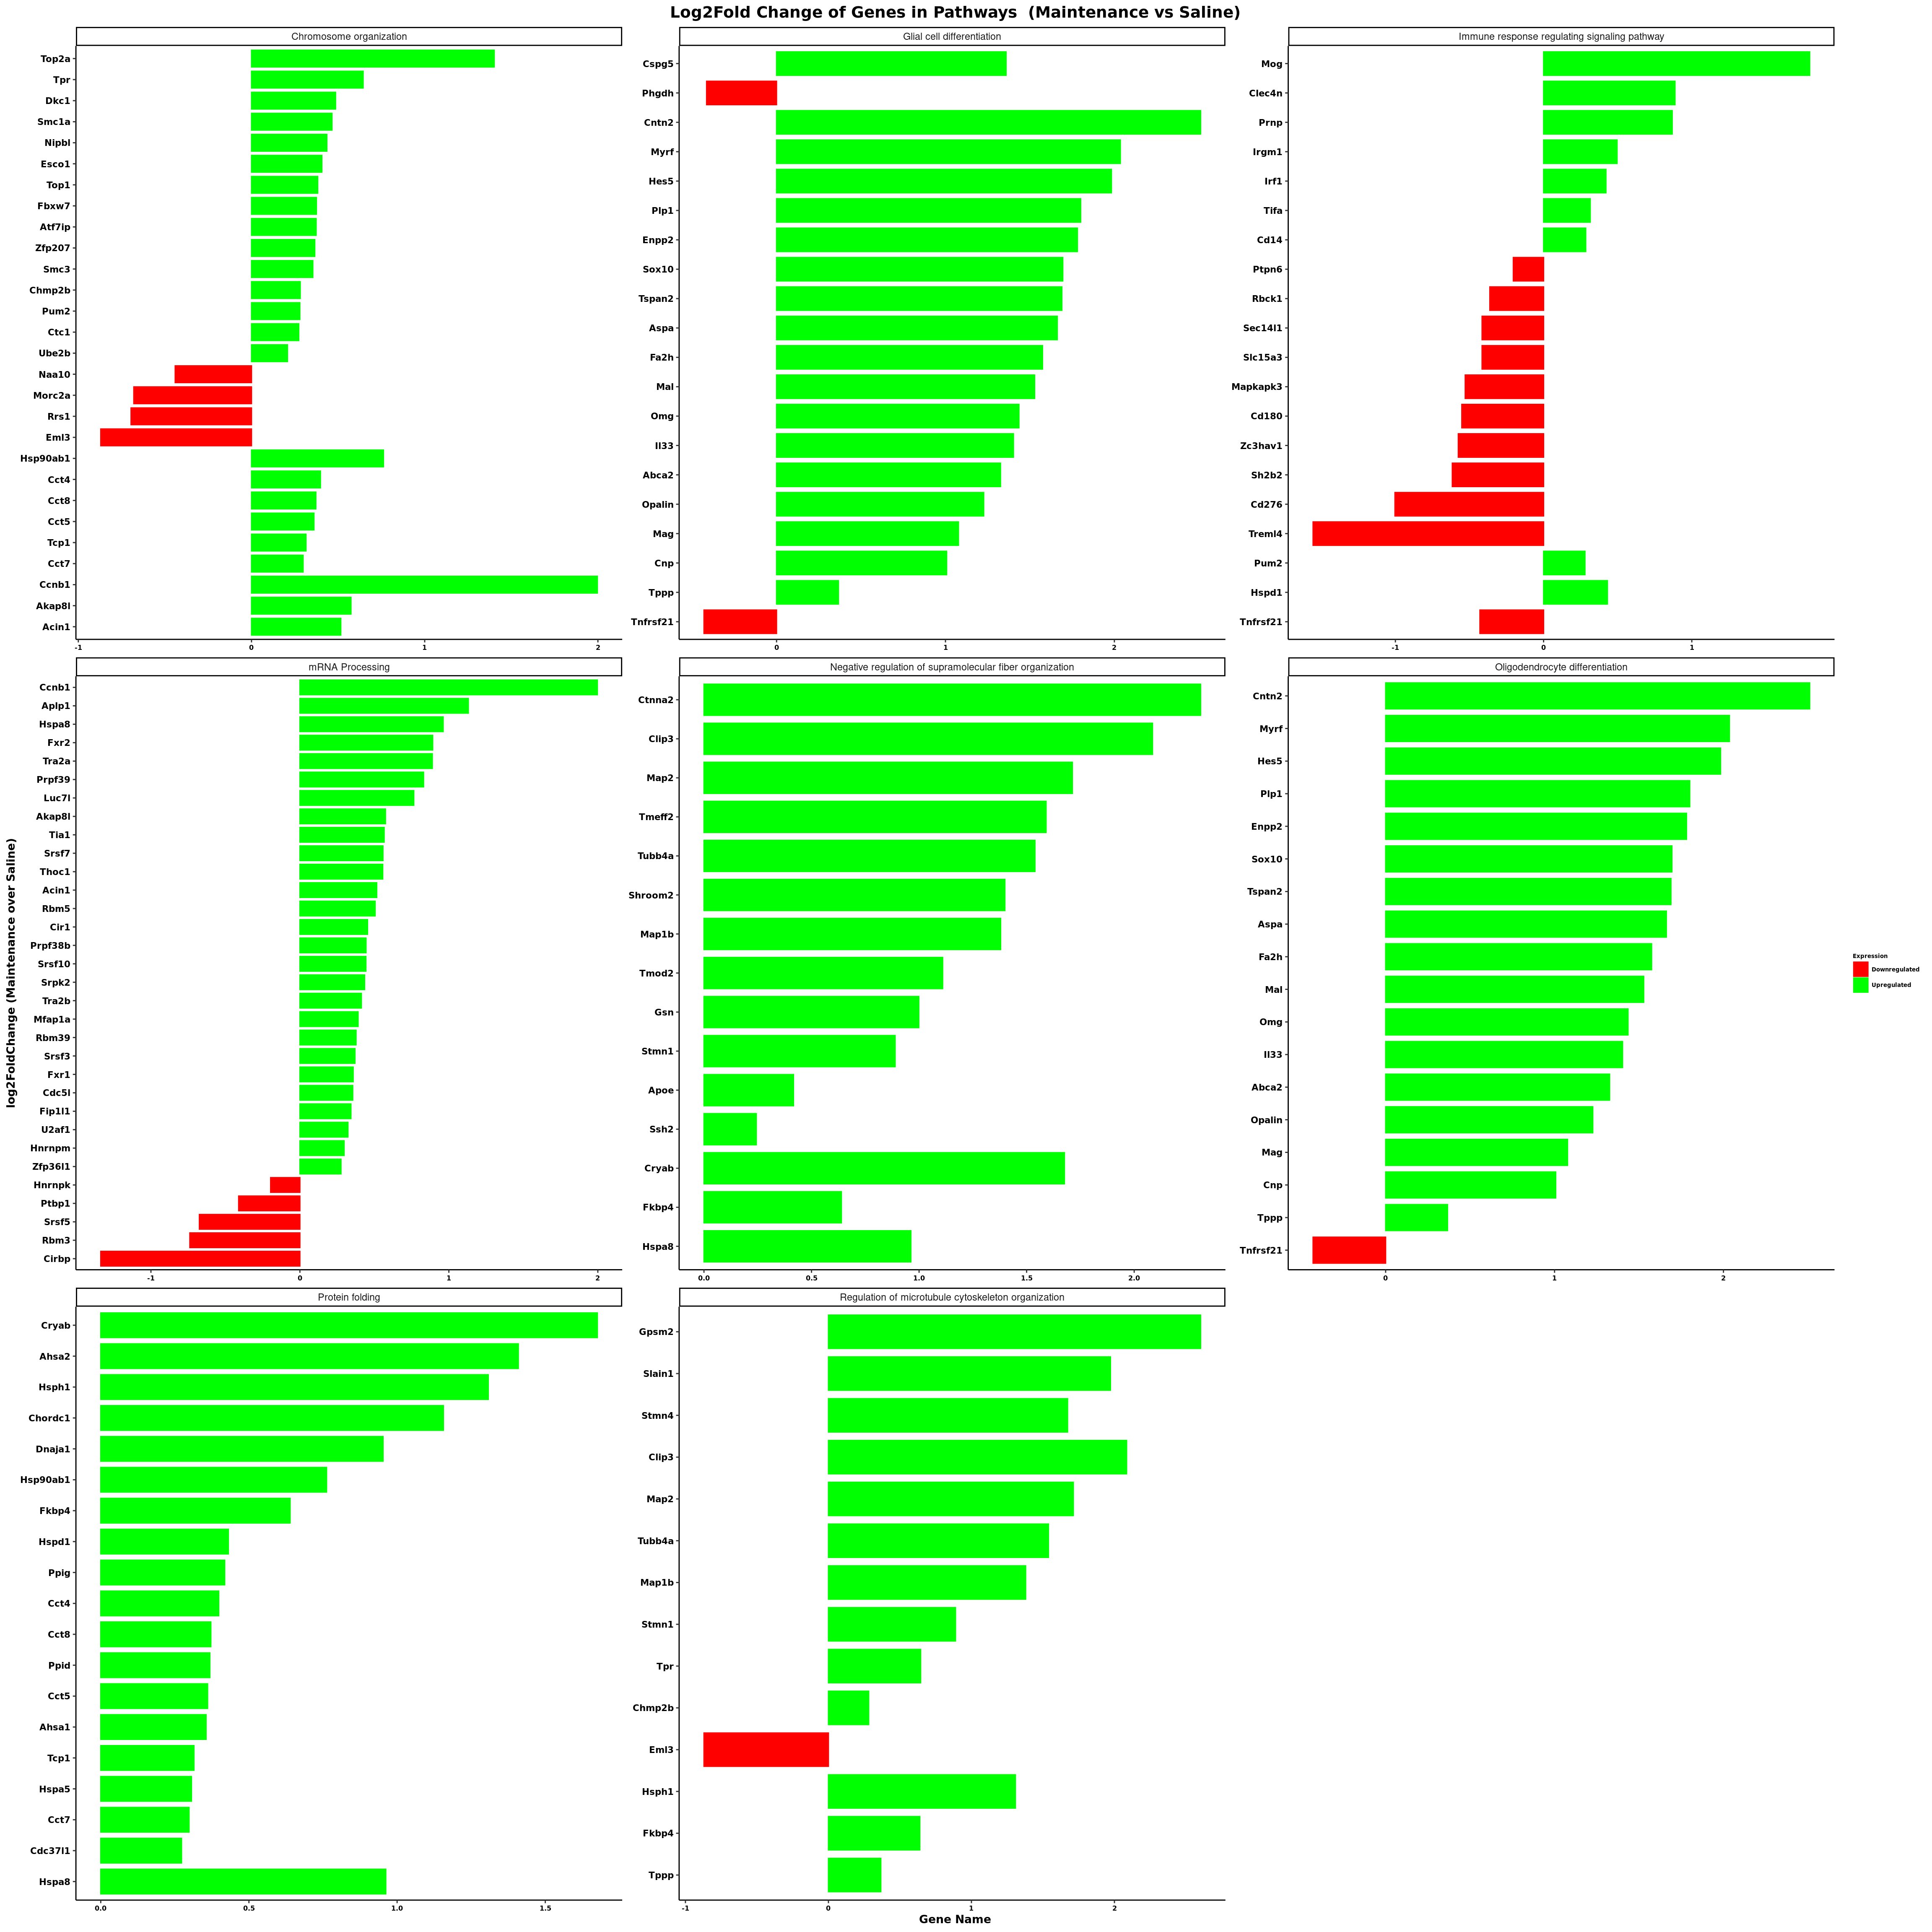 Log2Fold Change of Genes in Pathways  (Maintenance vs Saline)
Chromosome organization
Top2a
Tpr
Dkc1
Smc1a
Nipbl
Esco1
Top1
Fbxw7
Atf7ip
Zfp207
Smc3
Chmp2b
Pum2
Ctc1
Ube2b
Naa10
Morc2a
Rrs1
Eml3
Hsp90ab1
Cct4
Cct8
Cct5
Tcp1
Cct7
Ccnb1
Akap8l
Acin1
-1 0 1 2
Glial cell differentiation
Cspg5
Phgdh
Cntn2
Myrf
Hes5
Plp1
Enpp2
Sox10
Tspan2
Aspa
Fa2h
Mal
Omg
Il33
Abca2
Opalin
Mag
Cnp
Tppp
Tnfrsf21
0 1 2
Immune response regulating signaling pathway
Mog
Clec4n
Prnp
Irgm1
Irf1
Tifa
Cd14
Ptpn6
Rbck1
Sec14l1
Slc15a3
Mapkapk3
Cd180
Zc3hav1
Sh2b2
Cd276
Treml4
Pum2
Hspd1
Tnfrsf21
-1 0 1
mRNA Processing
Ccnb1
Aplp1
Hspa8
Fxr2
Tra2a
Prpf39
Luc7l
Akap8l
Tia1
Srsf7
Thoc1
Acin1
Rbm5
Cir1
Prpf38b
Srsf10
Srpk2
Tra2b
Mfap1a
Rbm39
Srsf3
Fxr1
Cdc5l
Fip1l1
U2af1
Hnrnpm
Zfp36l1
Hnrnpk
Ptbp1
Srsf5
Rbm3
Cirbp
-1 0 1 2
Negative regulation of supramolecular fiber organization
Ctnna2
Clip3
Map2
Tmeff2
Tubb4a
Shroom2
Map1b
Tmod2
Gsn
Stmn1
Apoe
Ssh2
Cryab
Fkbp4
Hspa8
0.0 0.5 1.0 1.5 2.0
Oligodendrocyte differentiation
Cntn2
Myrf
Hes5
Plp1
Enpp2
Sox10
Tspan2
Aspa
Fa2h
Mal
Omg
Il33
Abca2
Opalin
Mag
Cnp
Tppp
Tnfrsf21
0 1 2
Protein folding
Cryab
Ahsa2
Hsph1
Chordc1
Dnaja1
Hsp90ab1
Fkbp4
Hspd1
Ppig
Cct4
Cct8
Ppid
Cct5
Ahsa1
Tcp1
Hspa5
Cct7
Cdc37l1
Hspa8
0.0 0.5 1.0 1.5
Regulation of microtubule cytoskeleton organization
Gpsm2
Slain1
Stmn4
Clip3
Map2
Tubb4a
Map1b
Stmn1
Tpr
Chmp2b
Eml3
Hsph1
Fkbp4
Tppp
-1 0 1 2
Gene Name
log2FoldChange (Maintenance over Saline)
Expression
Downregulated
Upregulated